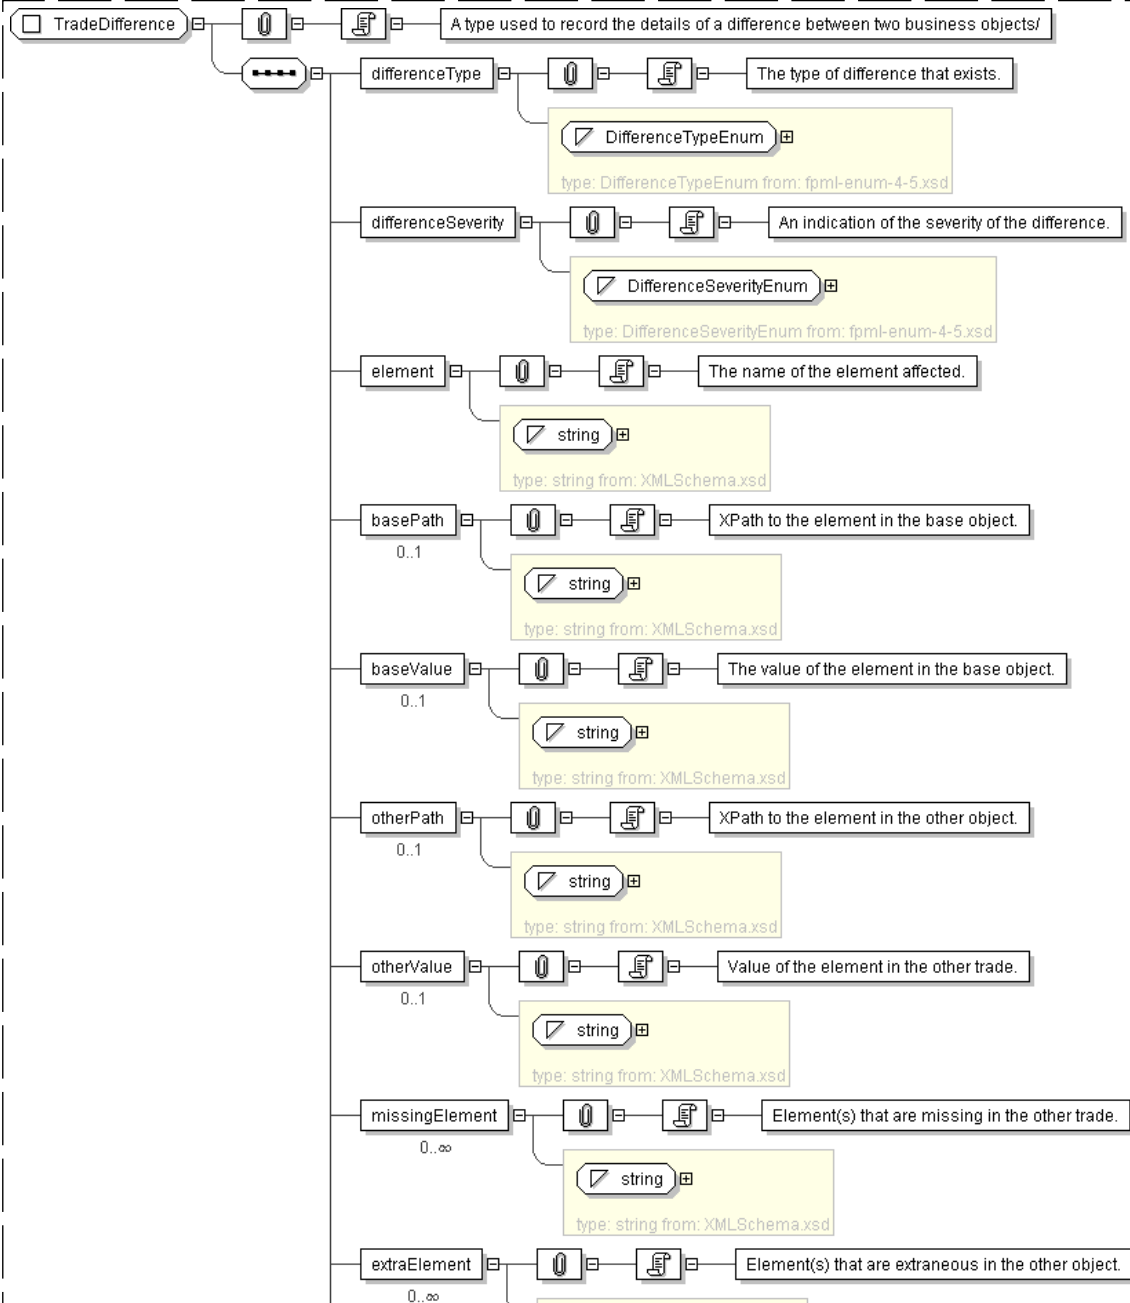 TradeDifference
A type used to record the details of a difference between two business objects/
differenceType
The type of difference that exists.
DifferenceTypeEnum
type: DifferenceTypeEnum from: fpml-enum-4-5.xsd
differenceSeverity
An indication of the severity of the difference.
DifferenceSeverityEnum
type: DifferenceSeverityEnum from: fpml-enum-4-5.xsd
element
The name of the element affected.
string
type: string from: XMLSchema.xsd
basePath
XPath to the element in the base object.
0..1
string
type: string from: XMLSchema.xsd
baseValue
The value of the element in the base object.
0..1
string
type: string from: XMLSchema.xsd
otherPath
XPath to the element in the other object.
0..1
string
type: string from: XMLSchema.xsd
otherValue
Value of the element in the other trade.
0..1
string
type: string from: XMLSchema.xsd
missingElement
Element(s) that are missing in the other trade.
0..∞
string
type: string from: XMLSchema.xsd
extraElement
Element(s) that are extraneous in the other object.
0..∞